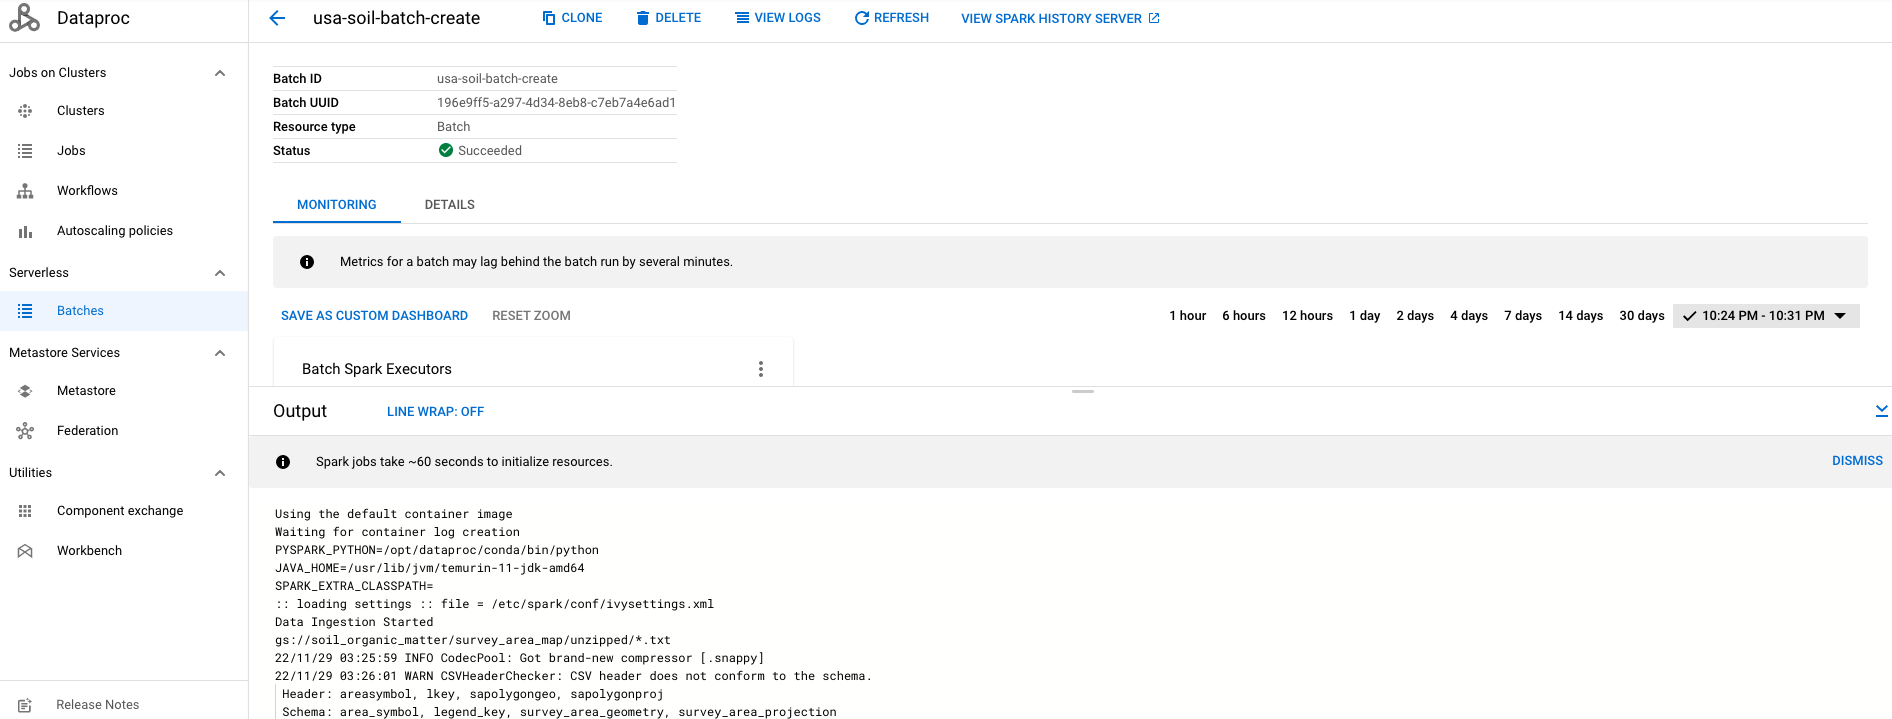 Dataproc
usa-soil-batch-create
CLONE
DELETE
VIEW LOGS
REFRESH
VIEW SPARK HISTORY SERVER
Jobs on Clusters
Clusters
Jobs
Workflows
Autoscaling policies
Serverless
Batches
Metastore Services
Metastore
Federation
Utilities
Component exchange
Workbench
Release Notes
Batch ID usa-soil-batch-create
Batch UUID 196e9ff5-a297-4d34-8eb8-c7eb7a4e6ad1
Resource type Batch
Status Succeeded
MONITORING DETAILS
Metrics for a batch may lag behind the batch run by several minutes.
SAVE AS CUSTOM DASHBOARD RESET ZOOM 1 hour 6 hours 12 hours 1 day 2 days 4 days 7 days 14 days 30 days 10:24 PM - 10:31 PM
Batch Spark Executors
Output LINE WRAP: OFF
Spark jobs take ~60 seconds to initialize resources. DISMISS
Using the default container image
Waiting for container log creation
PYSPARK_PYTHON=/opt/dataproc/conda/bin/python
JAVA_HOME=/usr/lib/jvm/temurin-11-jdk-amd64
SPARK_EXTRA_CLASSPATH=
:: loading settings :: file = /etc/spark/conf/ivysettings.xml
Data Ingestion Started
gs://soil_organic_matter/survey_area_map/unzipped/*.txt
22/11/29 03:25:59 INFO CodecPool: Got brand-new compressor [.snappy]
22/11/29 03:26:01 WARN CSVHeaderChecker: CSV header does not conform to the schema.
Header: areasymbol, lkey, sapolygongeo, sapolygonproj
Schema: area_symbol, legend_key, survey_area_geometry, survey_area_projection